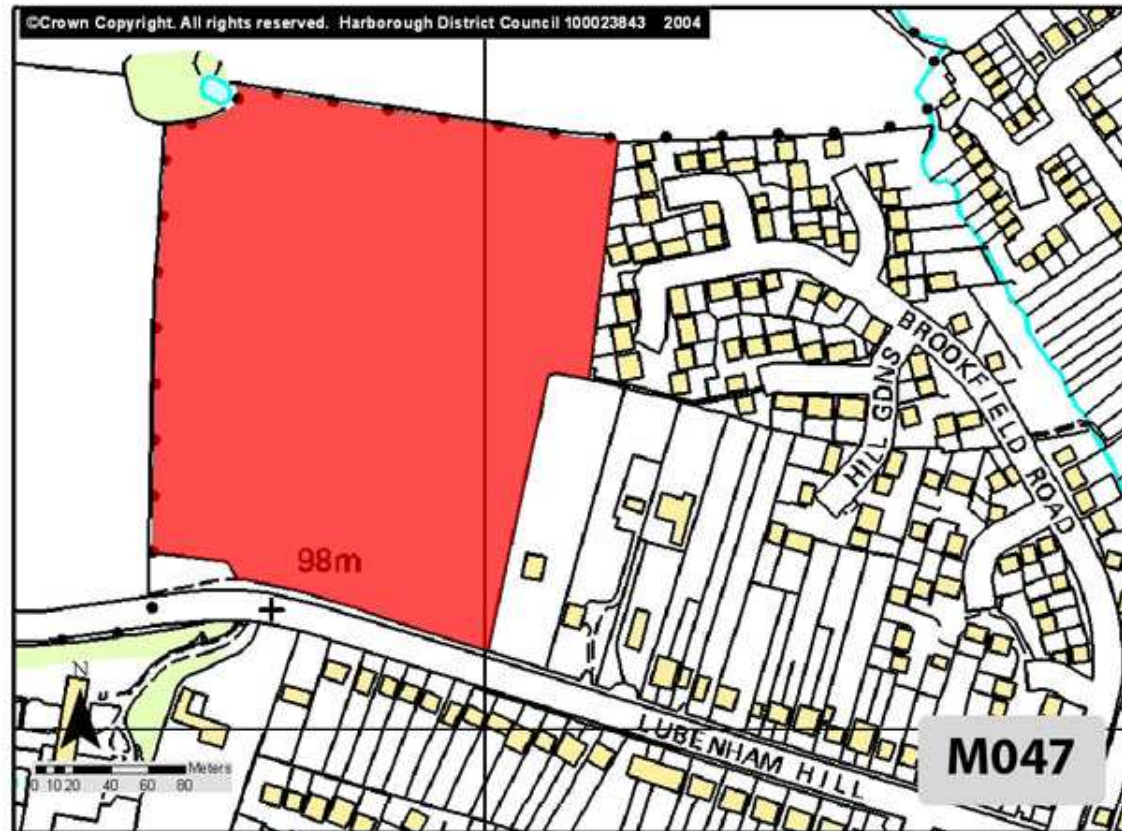 ©Crown Copyright. All rights reserved. Harborough District Council 100023843 2004
BROOKFIELD ROAD
HILL GDNS
98m
LUBENHAM HILL
N
Meters
0 10 20 40 60 80
M047